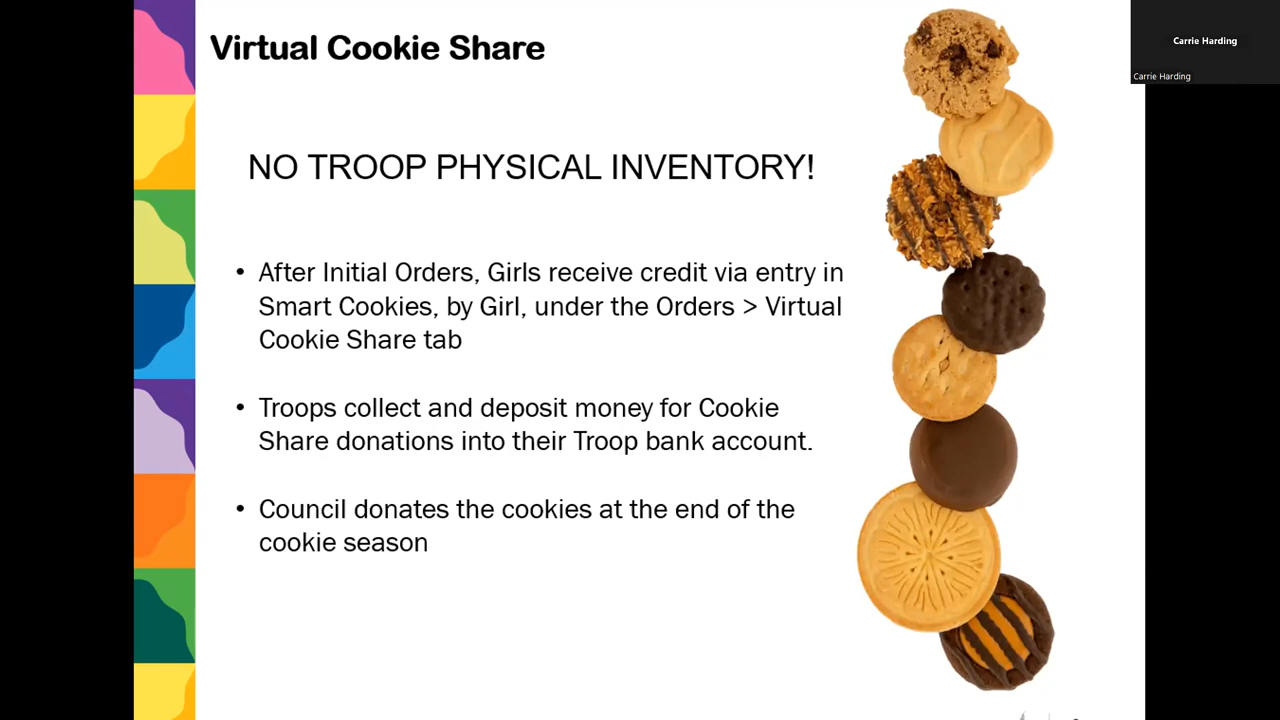 Virtual Cookie Share
Carrie Harding
Carrie Harding
NO TROOP PHYSICAL INVENTORY!
• After Initial Orders, Girls receive credit via entry in
Smart Cookies, by Girl, under the Orders > Virtual
Cookie Share tab
• Troops collect and deposit money for Cookie
Share donations into their Troop bank account.
• Council donates the cookies at the end of the
cookie season